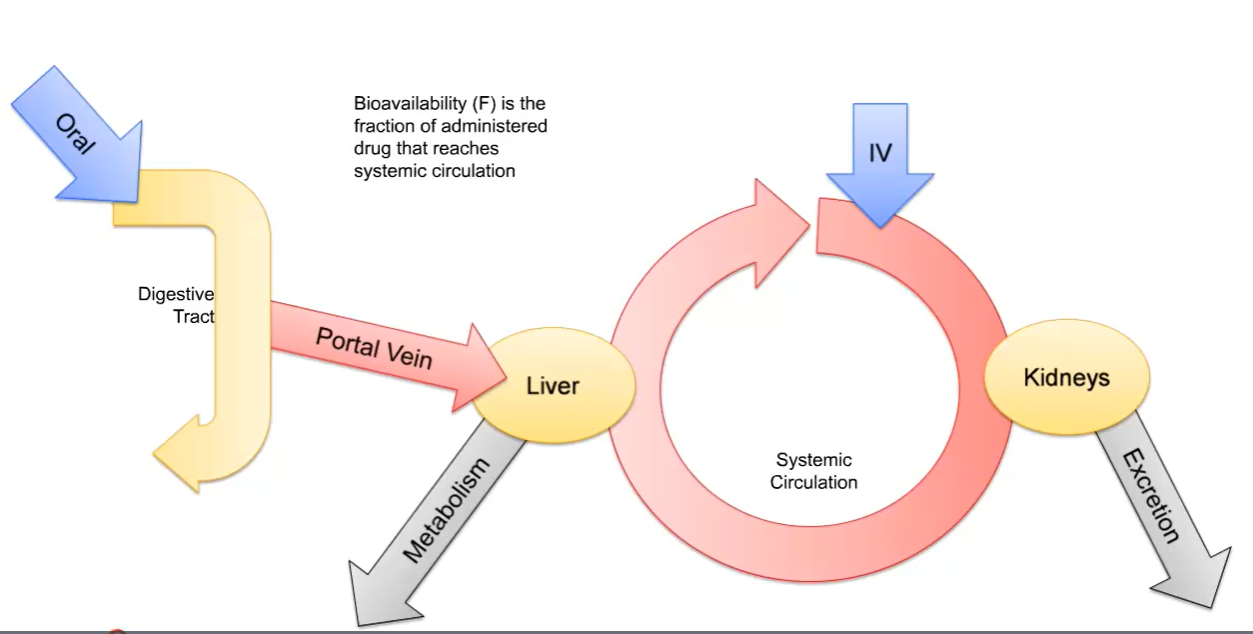 Oral
Bioavailability (F) is the
fraction of administered
drug that reaches
systemic circulation
IV
Digestive
Tract
Portal Vein
Liver
Kidneys
Systemic
Circulation
Metabolism
Excretion